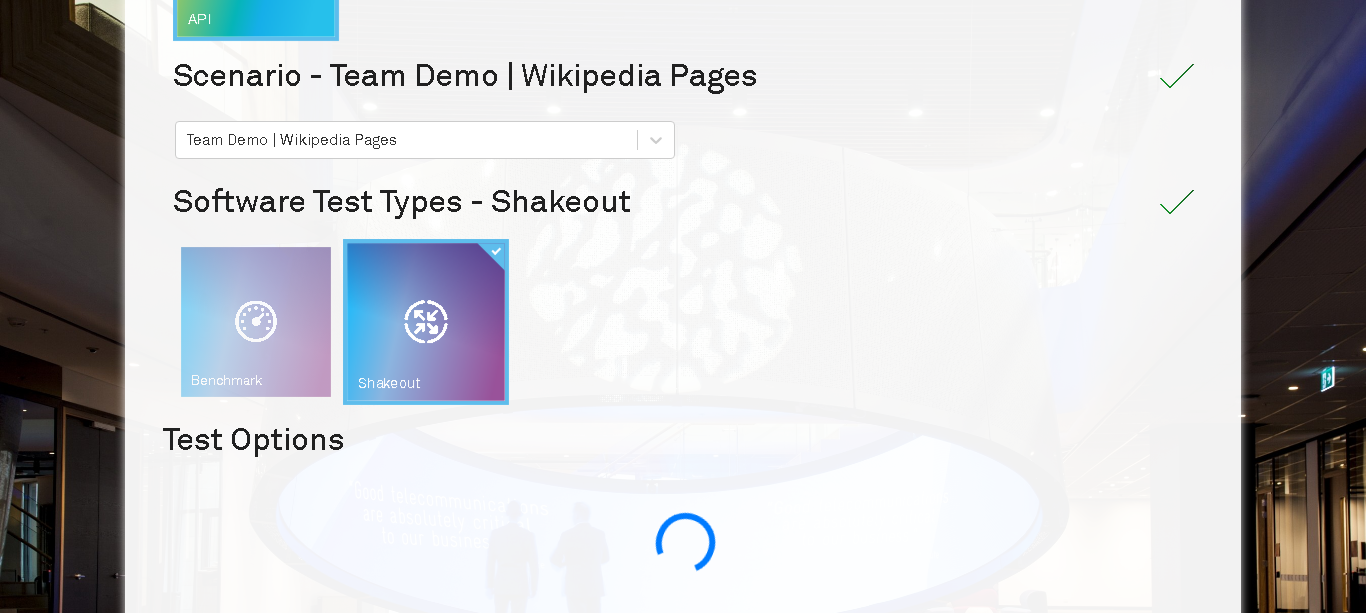 API
Scenario - Team Demo | Wikipedia Pages
Team Demo | Wikipedia Pages
Software Test Types - Shakeout
Benchmark
Shakeout
Test Options
"Good telecommunications
are absolutely
to our business